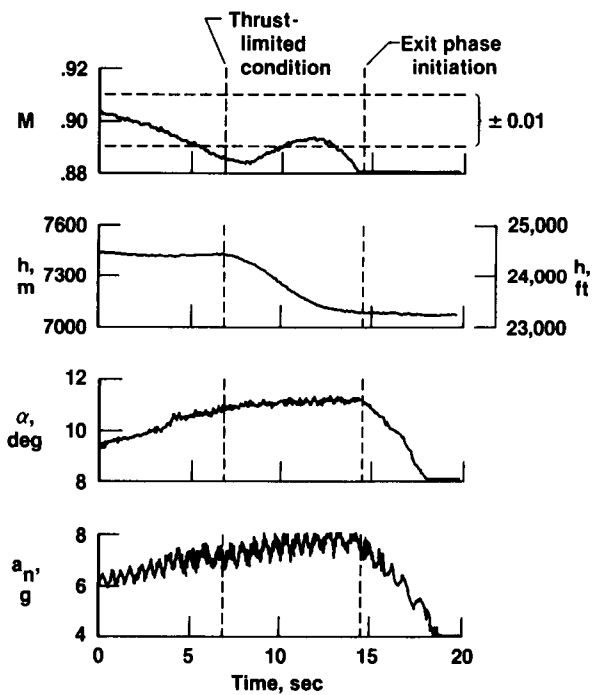 Thrust-
limited
condition
Exit phase
initiation
.92
M
.90
.88
± 0.01
7600
h,
m
7300
7000
25,000
24,000
h,
ft
23,000
12
α,
deg
10
8
8
an,
g
6
4
0
5
10
15
20
Time, sec